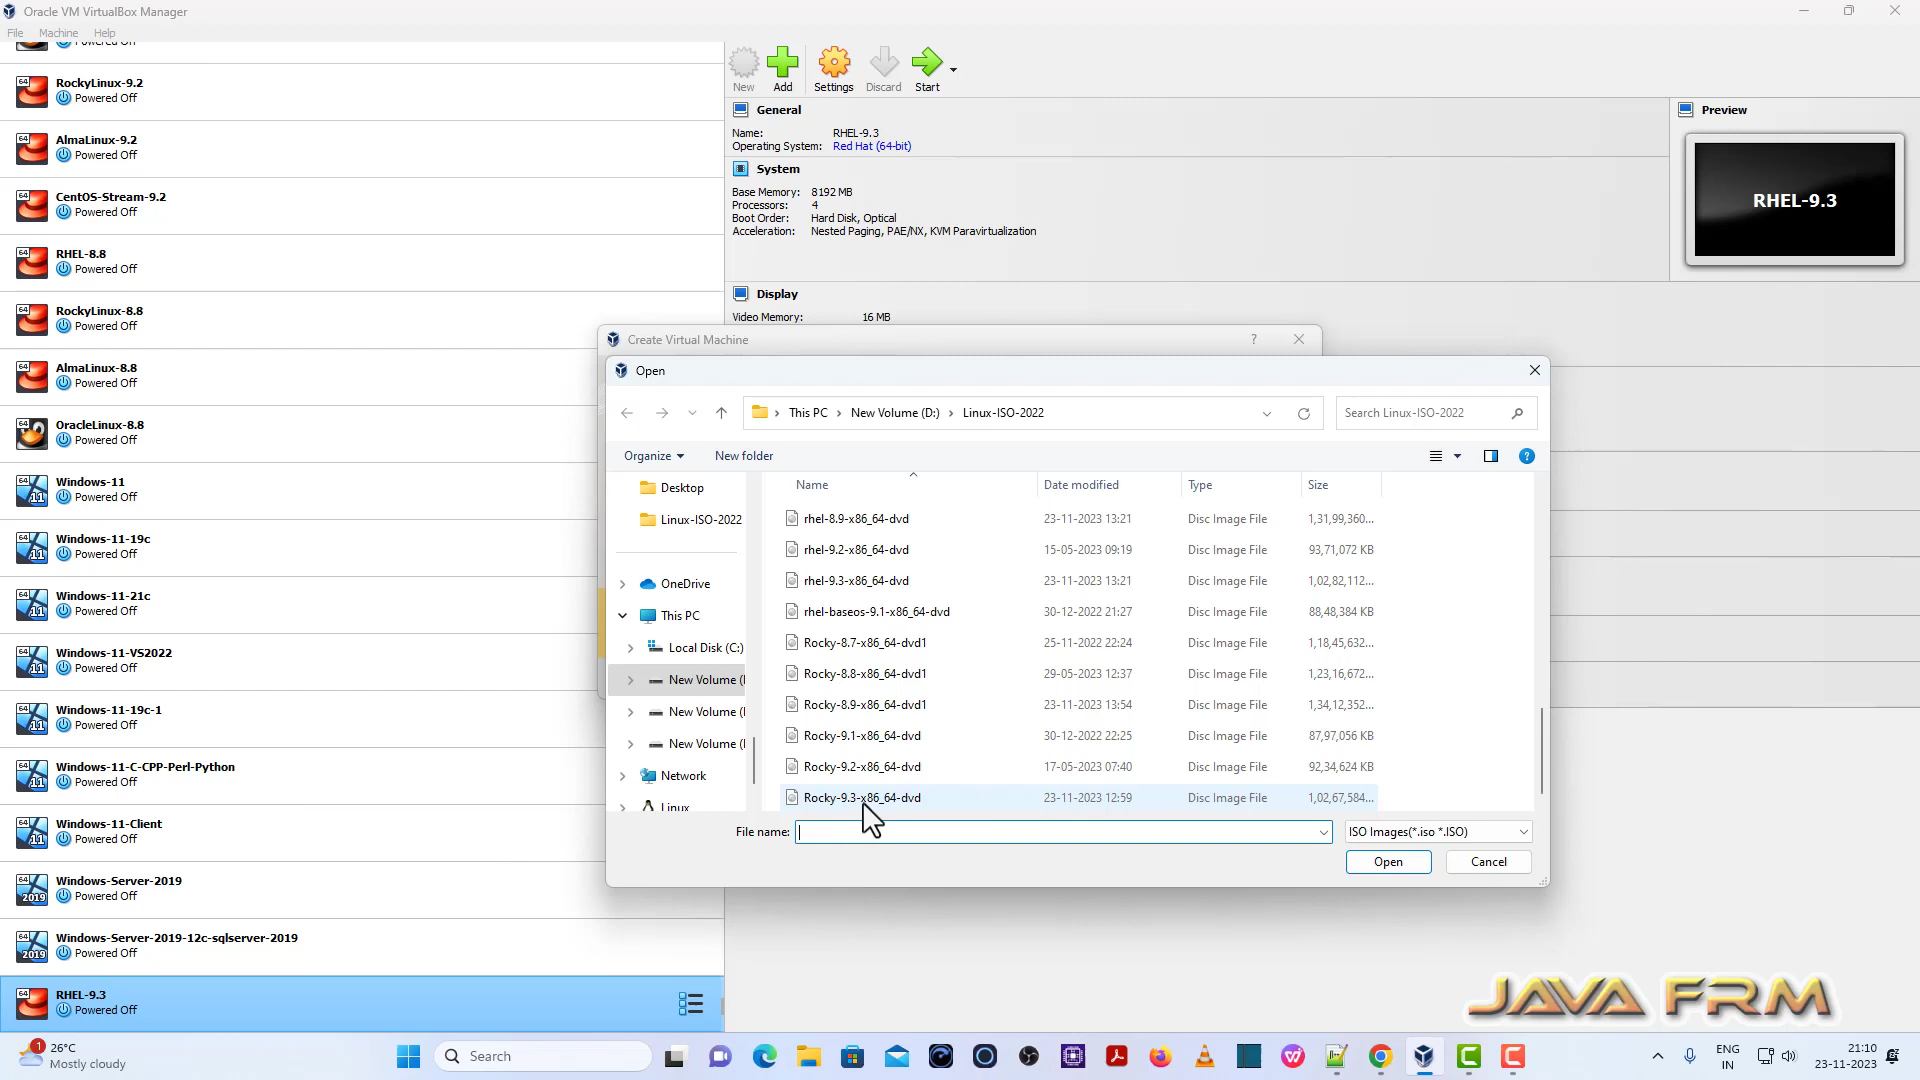 Oracle VM VirtualBox Manager
File Machine Help
Powered Off
RockyLinux-9.2
Powered Off
AlmaLinux-9.2
Powered Off
CentOS-Stream-9.2
Powered Off
RHEL-8.8
Powered Off
RockyLinux-8.8
Powered Off
AlmaLinux-8.8
Powered Off
OracleLinux-8.8
Powered Off
Windows-11
Powered Off
Windows-11-19c
Powered Off
Windows-11-21c
Powered Off
Windows-11-VS2022
Powered Off
Windows-11-19c-1
Powered Off
Windows-11-C-CPP-Perl-Python
Powered Off
Windows-11-Client
Powered Off
Windows-Server-2019
Powered Off
Windows-Server-2019-12c-sqlserver-2019
Powered Off
RHEL-9.3
Powered Off
New Add Settings Discard Start
General
Name: RHEL-9.3
Operating System: Red Hat (64-bit)
System
Base Memory: 8192 MB
Processors: 4
Boot Order: Hard Disk, Optical
Acceleration: Nested Paging, PAE/NX, KVM Paravirtualization
Display
Video Memory: 16 MB
Preview
RHEL-9.3
Create Virtual Machine
Open
This PC New Volume (D:) Linux-ISO-2022
Search Linux-ISO-2022
Organize New folder
Desktop
Linux-ISO-2022
OneDrive
This PC
Local Disk (C:)
New Volume (
New Volume (
New Volume (
Network
Linux
Name Date modified Type Size
rhel-8.9-x86_64-dvd 23-11-2023 13:21 Disc Image File 1,31,99,360...
rhel-9.2-x86_64-dvd 15-05-2023 09:19 Disc Image File 93,71,072 KB
rhel-9.3-x86_64-dvd 23-11-2023 13:21 Disc Image File 1,02,82,112...
rhel-baseos-9.1-x86_64-dvd 30-12-2022 21:27 Disc Image File 88,48,384 KB
Rocky-8.7-x86_64-dvd1 25-11-2022 22:24 Disc Image File 1,18,45,632...
Rocky-8.8-x86_64-dvd1 29-05-2023 12:37 Disc Image File 1,23,16,672...
Rocky-8.9-x86_64-dvd1 23-11-2023 13:54 Disc Image File 1,34,12,352...
Rocky-9.1-x86_64-dvd 30-12-2022 22:25 Disc Image File 87,97,056 KB
Rocky-9.2-x86_64-dvd 17-05-2023 07:40 Disc Image File 92,34,624 KB
Rocky-9.3-x86_64-dvd 23-11-2023 12:59 Disc Image File 1,02,67,584...
File name: ISO Images(*.iso *.ISO)
Open Cancel
JAVA FRM
26°C
Mostly cloudy
Search
ENG
IN
21:10
23-11-2023